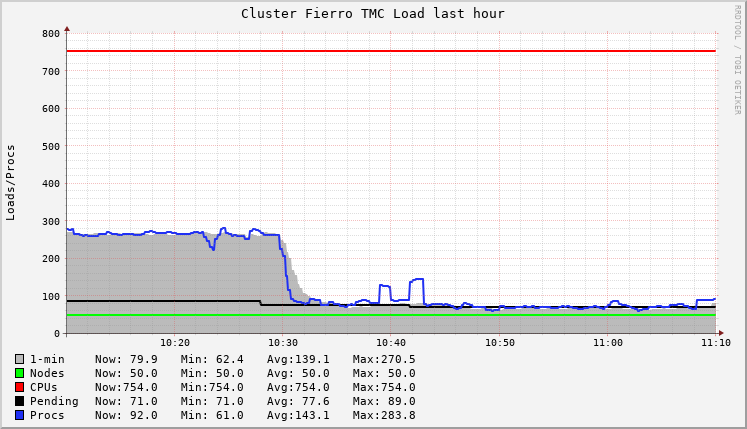 Cluster Fierro TMC Load last hour
RRDTOOL / TOBI OETIKER
Loads/Procs
800
700
600
500
400
300
200
100
0
10:20 10:30 10:40 10:50 11:00 11:10
1-min Now: 79.9 Min: 62.4 Avg:139.1 Max:270.5
Nodes Now: 50.0 Min: 50.0 Avg: 50.0 Max: 50.0
CPUs Now:754.0 Min:754.0 Avg:754.0 Max:754.0
Pending Now: 71.0 Min: 71.0 Avg: 77.6 Max: 89.0
Procs Now: 92.0 Min: 61.0 Avg:143.1 Max:283.8